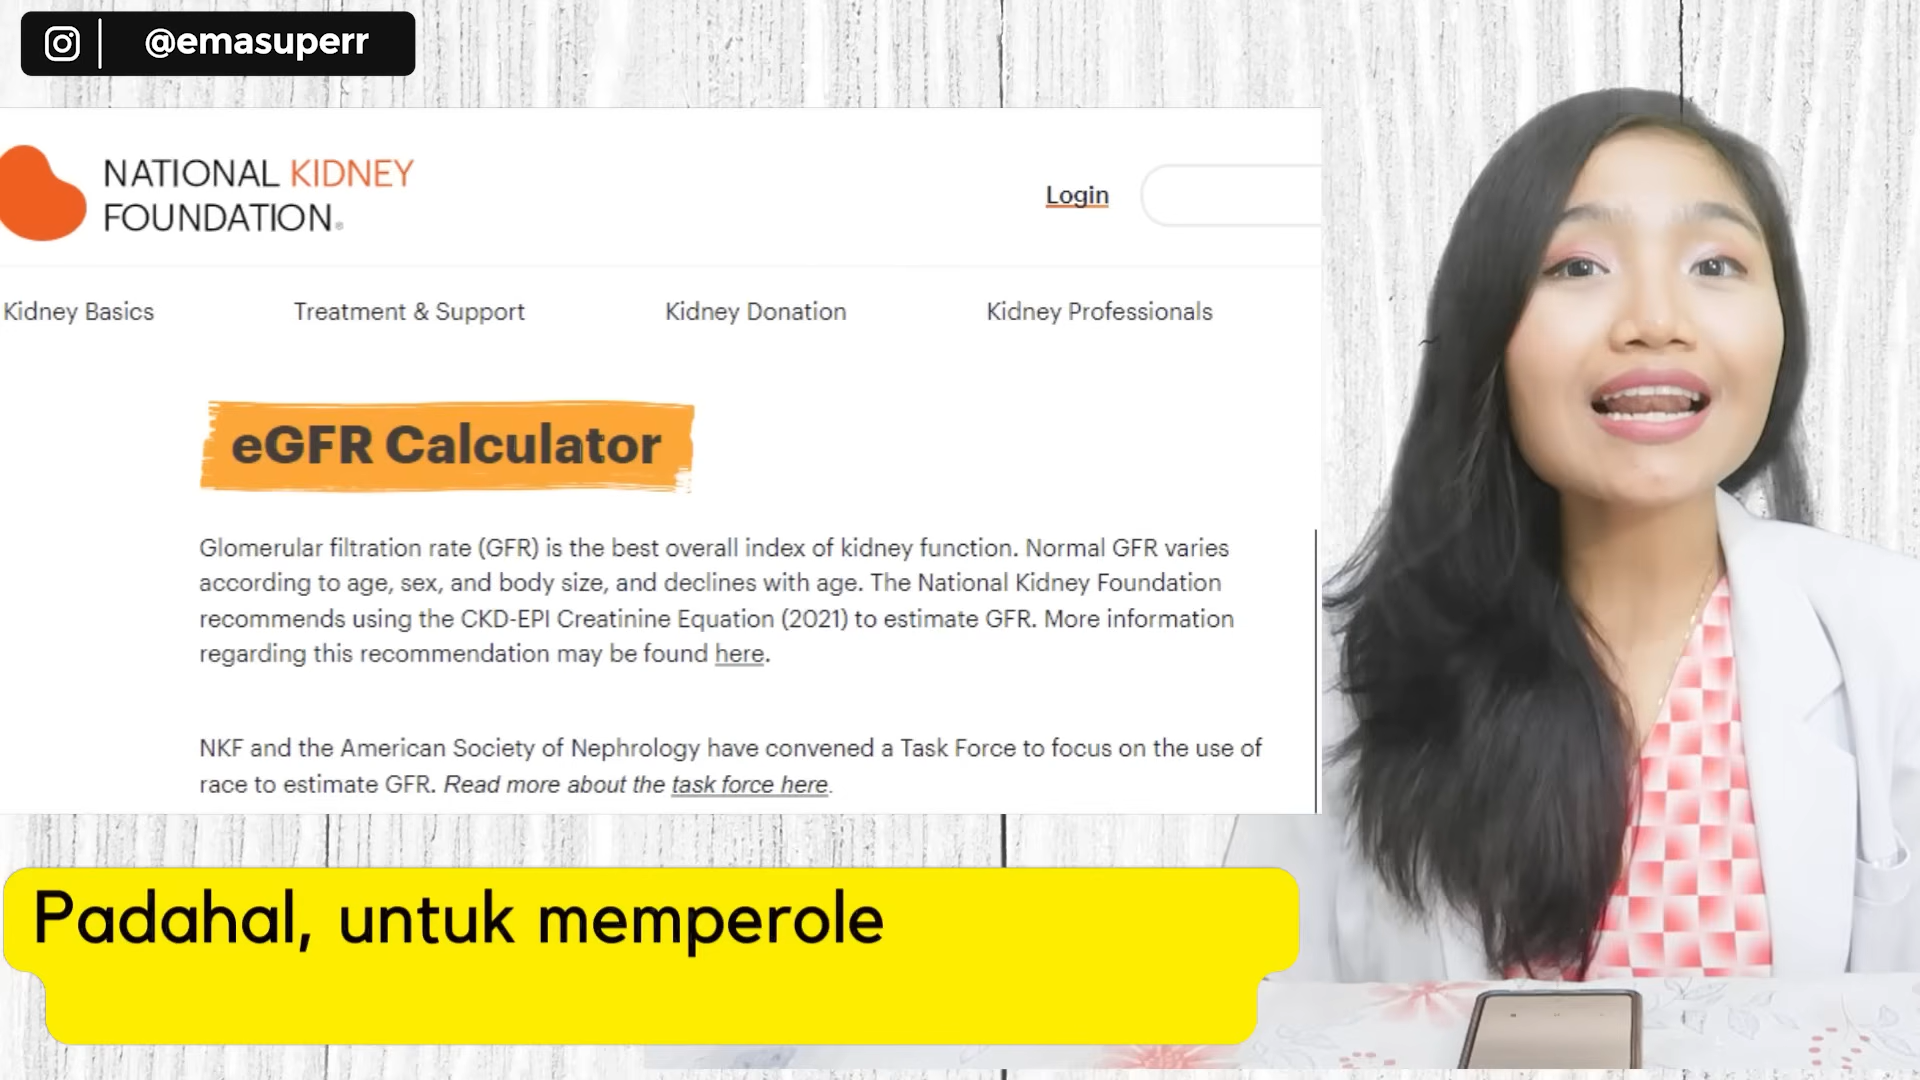 @emasuperr
NATIONAL KIDNEY
FOUNDATION®
Login
Kidney Basics
Treatment & Support
Kidney Donation
Kidney Professionals
eGFR Calculator
Glomerular filtration rate (GFR) is the best overall index of kidney function. Normal GFR varies
according to age, sex, and body size, and declines with age. The National Kidney Foundation
recommends using the CKD-EPI Creatinine Equation (2021) to estimate GFR. More information
regarding this recommendation may be found here.
NKF and the American Society of Nephrology have convened a Task Force to focus on the use of
race to estimate GFR. Read more about the task force here.
Padahal, untuk memperole